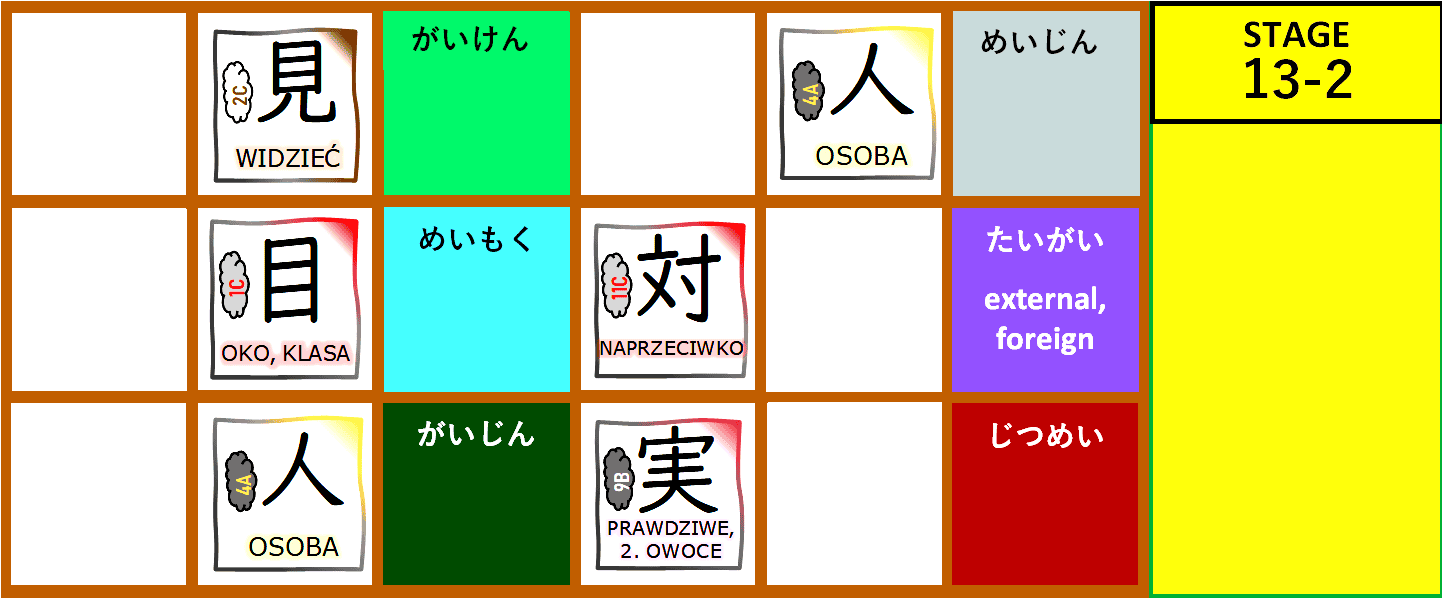 見
2C
WIDZIEĆ
がいけん
人
4A
OSOBA
めいじん
STAGE
13-2
目
1C
OKO, KLASA
めいもく
対
11C
NAPRZECIWKO
たいがい
external,
foreign
人
4A
OSOBA
がいじん
実
9B
PRAWDZIWE,
2. OWOCE
じつめい